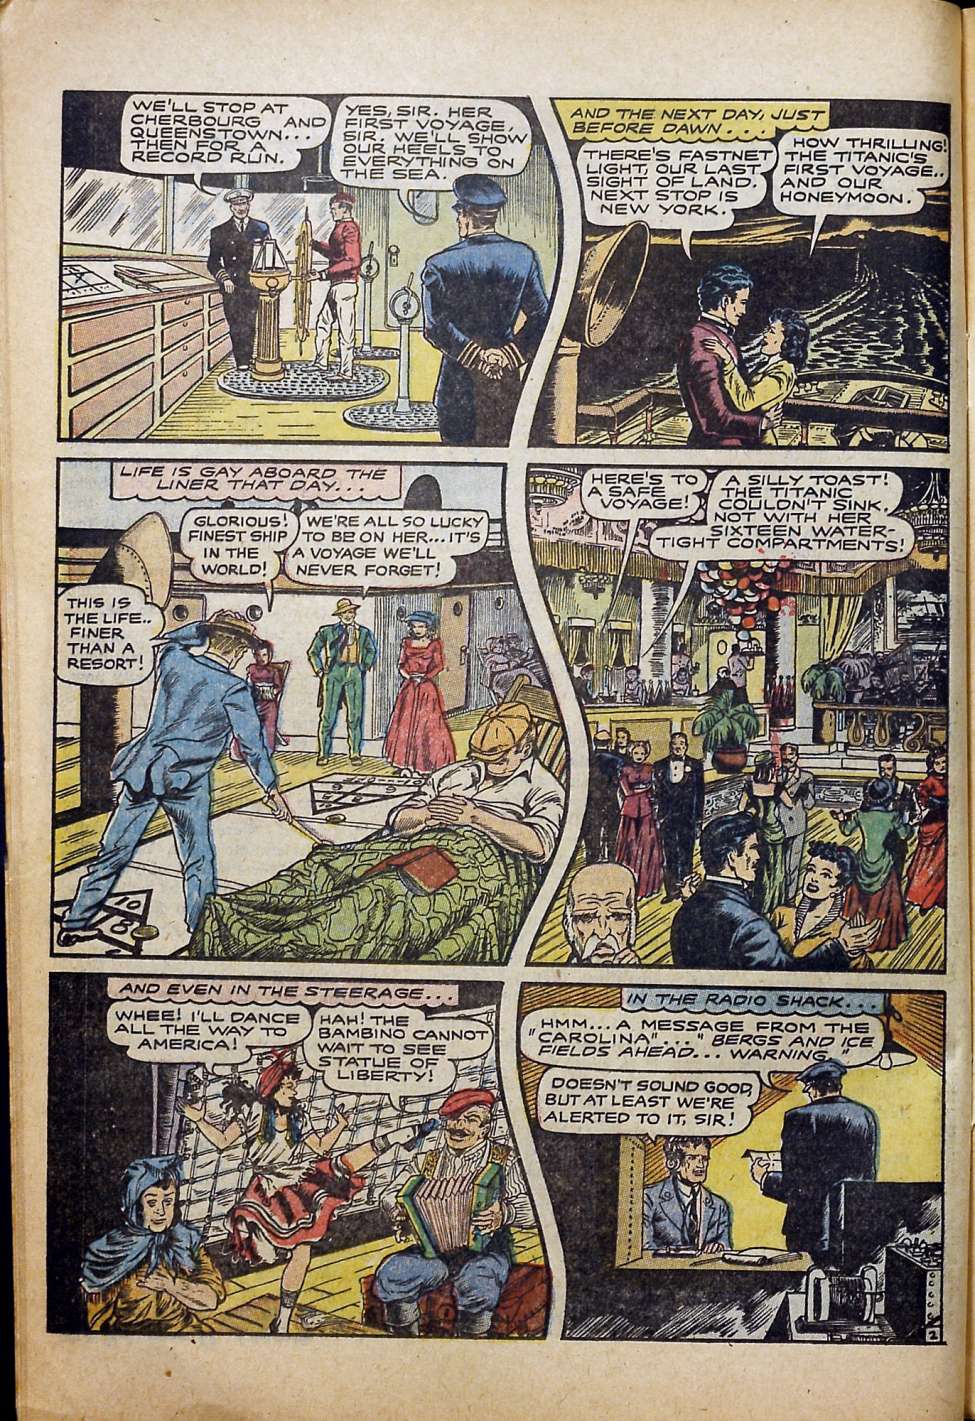 WE'LL STOP AT
CHERBOURG AND
QUEENSTOWN...
THEN FOR A
RECORD RUN.
YES, SIR. HER
FIRST VOYAGE,
SIR. WE'LL SHOW
OUR HEELS TO
EVERYTHING ON
THE SEA.
AND THE NEXT DAY, JUST
BEFORE DAWN...
THERE'S FASTNET
LIGHT, OUR LAST
SIGHT OF LAND.
NEXT STOP IS
NEW YORK.
HOW THRILLING!
THE TITANIC'S
FIRST VOYAGE..
AND OUR
HONEYMOON.
LIFE IS GAY ABOARD THE
LINER THAT DAY...
THIS IS
THE LIFE..
FINER
THAN A
RESORT!
GLORIOUS!
FINEST SHIP
IN THE
WORLD!
WE'RE ALL SO LUCKY
TO BE ON HER...IT'S
A VOYAGE WE'LL
NEVER FORGET!
10
8
HERE'S TO
A SAFE
VOYAGE!
A SILLY TOAST!
THE TITANIC
COULDN'T SINK,
NOT WITH HER
SIXTEEN WATER-
TIGHT COMPARTMENTS!
AND EVEN IN THE STEERAGE...
WHEE! I'LL DANCE
ALL THE WAY TO
AMERICA!
HAH! THE
BAMBINO CANNOT
WAIT TO SEE
STATUE OF
LIBERTY!
IN THE RADIO SHACK...
"HMM... A MESSAGE FROM THE
"CAROLINA"..." BERGS AND ICE
FIELDS AHEAD... WARNING."
DOESN'T SOUND GOOD,
BUT AT LEAST WE'RE
ALERTED TO IT, SIR!
2